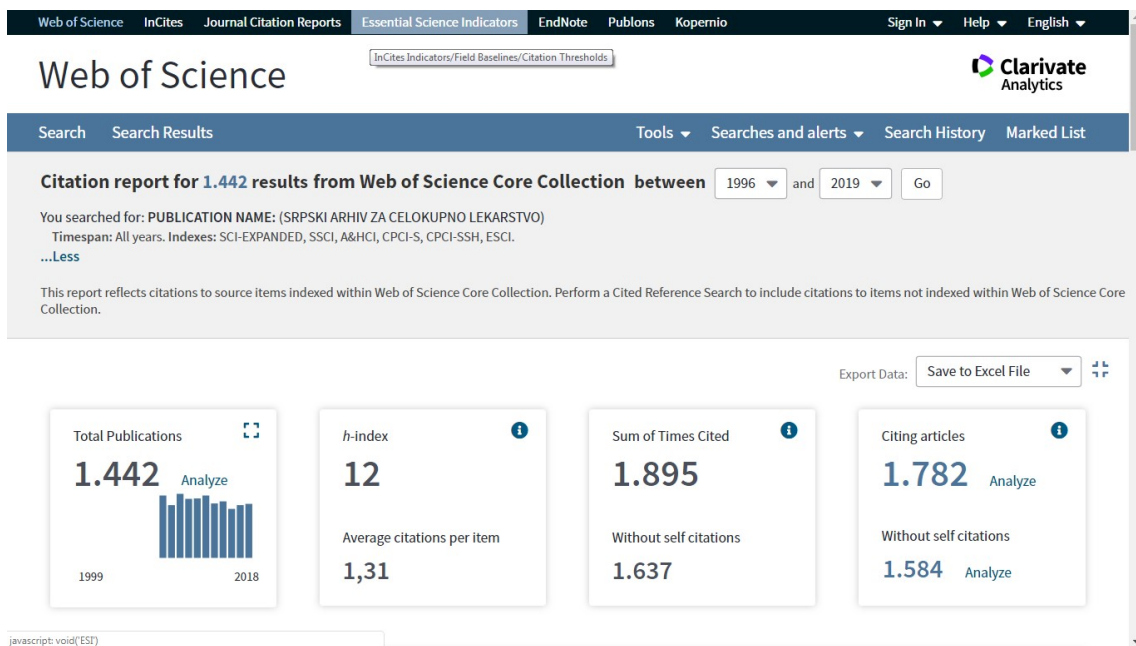 Web of Science InCites Journal Citation Reports Essential Science Indicators EndNote Publons Kopernio Sign In Help English
InCites Indicators/Field Baselines/Citation Thresholds
Web of Science
Clarivate
Analytics
Search Search Results Tools Searches and alerts Search History Marked List
Citation report for 1.442 results from Web of Science Core Collection between 1996 and 2019 Go
You searched for: PUBLICATION NAME: (SRPSKI ARHIV ZA CELOKUPNO LEKARSTVO)
Timespan: All years. Indexes: SCI-EXPANDED, SSCI, A&HCI, CPCI-S, CPCI-SSH, ESCI.
...Less
This report reflects citations to source items indexed within Web of Science Core Collection. Perform a Cited Reference Search to include citations to items not indexed within Web of Science Core
Collection.
Export Data: Save to Excel File
Total Publications
1.442 Analyze
1999 2018
h-index
12
Average citations per item
1,31
Sum of Times Cited
1.895
Without self citations
1.637
Citing articles
1.782 Analyze
Without self citations
1.584 Analyze
javascript: void('ESI')